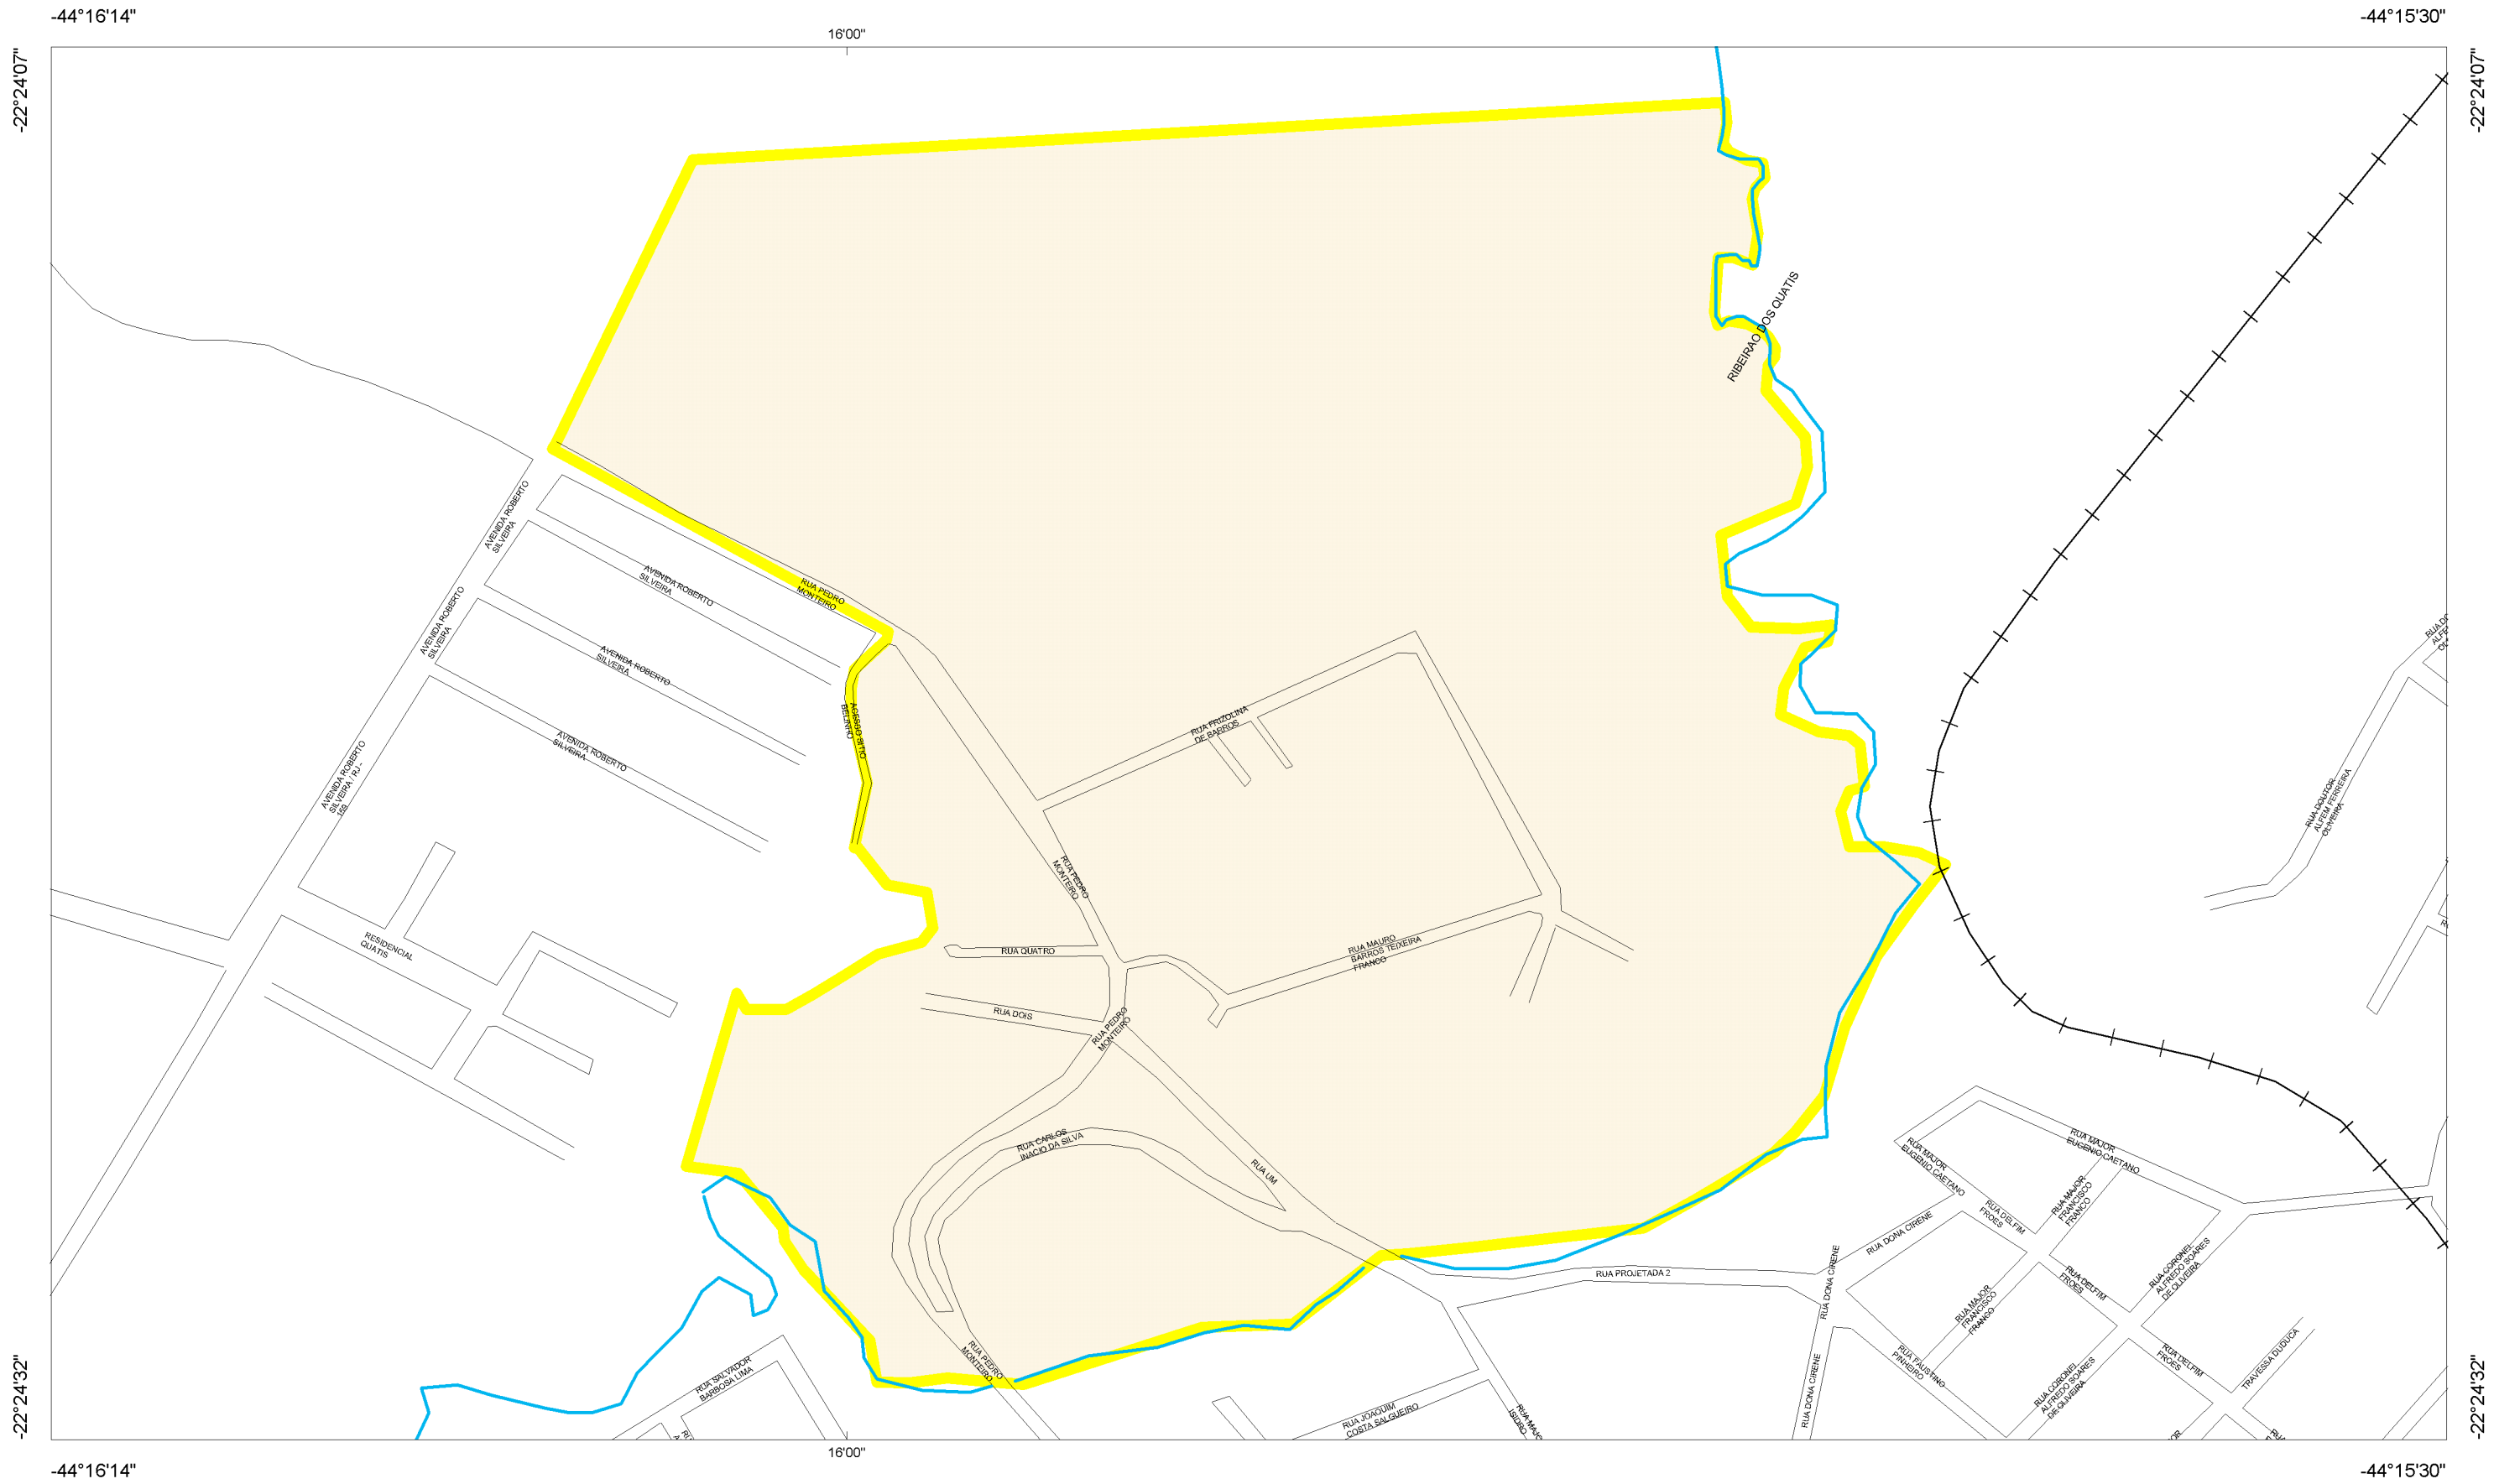 -44°16'14"
-44°15'30"
16'00"
-22°24'07"
-22°24'07"
RIBEIRAO DOS QUATIS
AVENIDA ROBERTO
SILVEIRA
AVENIDA ROBERTO
SILVEIRA
RUA PEDRO
MONTEIRO
AVENIDA ROBERTO
SILVEIRA
AVENIDA ROBERTO
SILVEIRA
AVENIDA ROBERTO
SILVEIRA
ACESSO SITIO
BELINHO
RUA FRIZOLINA
DE BARROS
AVENIDA ROBERTO
SILVEIRA / RJ -
159
RUA DOUTOR
ALFEM FERREIRA
OLIVEIRA
RUA PEDRO
MONTEIRO
RESIDENCIAL
QUATIS
RUA QUATRO
RUA MAURO
BARROS TEIXEIRA
FRANCO
RUA DOIS
RUA PEDRO
MONTEIRO
RUA CARLOS
INACIO DA SILVA
RUA UM
RUA MAJOR
EUGENIO CAETANO
RUA MAJOR
EUGENIO CAETANO
RUA MAJOR
FRANCISCO
FRANCO
RUA DELFIM
FROES
RUA DONA CIRENE
RUA DONA CIRENE
RUA PROJETADA 2
RUA CORONEL
ALFREDO SOARES
DE OLIVEIRA
RUA DELFIM
FROES
RUA MAJOR
FRANCISCO
FRANCO
RUA PEDRO
MONTEIRO
RUA SALVADOR
BARBOSA LIMA
RUA FAUSTINO
PINHEIRO
RUA DELFIM
FROES
TRAVESSA DUDUCA
RUA CORONEL
ALFREDO SOARES
DE OLIVEIRA
RUA DONA CIRENE
RUA JOAQUIM
COSTA SALGUEIRO
ISIDRO
-22°24'32"
-22°24'32"
16'00"
-44°16'14"
-44°15'30"